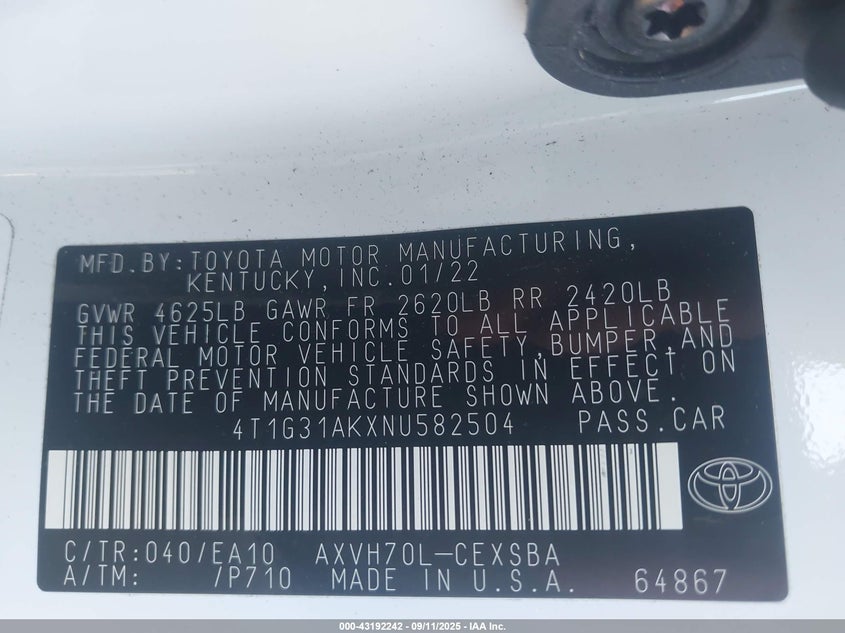 MFD.BY:TOYOTA MOTOR MANUFACTURING,
KENTUCKY,INC.01/22
GVWR 4625LB GAWR FR 2620LB RR 2420LB
THIS VEHICLE CONFORMS TO ALL APPLICABLE
FEDERAL MOTOR VEHICLE SAFETY,BUMPER,AND
THEFT PREVENTION STANDARDS IN EFFECT ON
THE DATE OF MANUFACTURE SHOWN ABOVE.
4T1G31AKXNU582504 PASS.CAR
C/TR:040/EA10 AXVH70L-CEXSBA
A/TM: /P710 MADE IN U.S.A. 64867
000-43192242 - 09/11/2025 - IAA Inc.